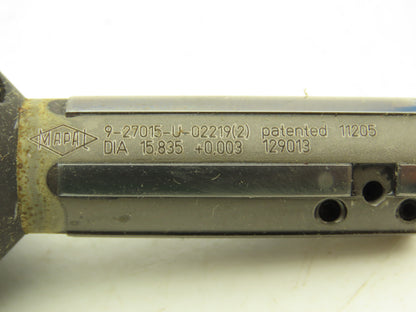 MAPAL 9-27015-U-02219(2) patented 11205
DIA 15,835 +0,003 129013